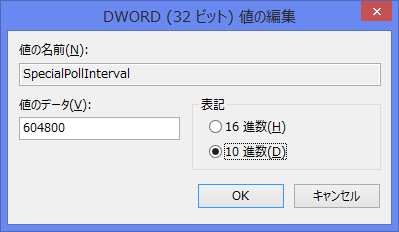 DWORD (32 ビット) 値の編集
値の名前(N):
SpecialPollInterval
値のデータ(V):
604800
表記
16 進数(H)
10 進数(D)
OK
キャンセル